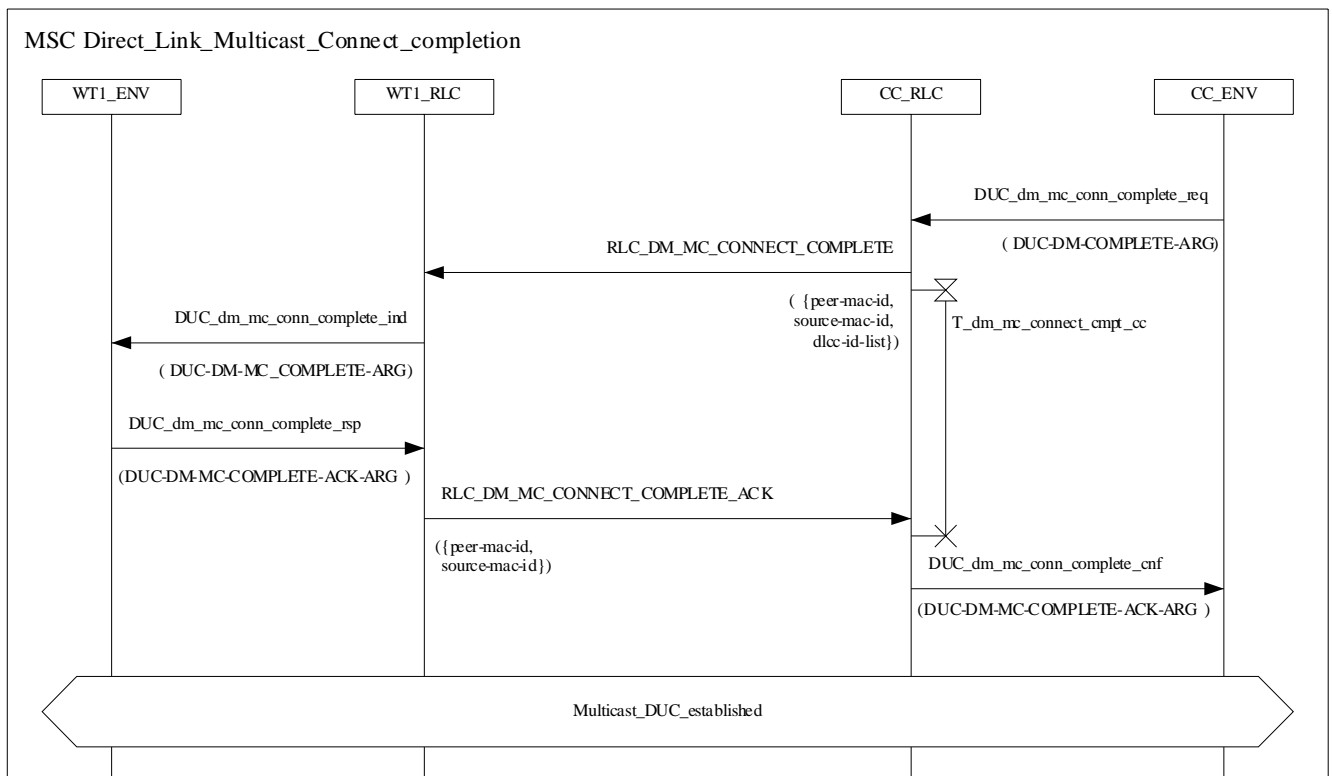 MSC Direct_Link_Multicast_Connect_completion
WT1_ENV
WT1_RLC
CC_RLC
CC_ENV
DUC_dm_mc_conn_complete_req
( DUC-DM-COMPLETE-ARG)
RLC_DM_MC_CONNECT_COMPLETE
( {peer-mac-id,
source-mac-id,
dlcc-id-list})
T_dm_mc_connect_cmpt_cc
DUC_dm_mc_conn_complete_ind
( DUC-DM-MC_COMPLETE-ARG)
DUC_dm_mc_conn_complete_rsp
(DUC-DM-MC-COMPLETE-ACK-ARG )
RLC_DM_MC_CONNECT_COMPLETE_ACK
({peer-mac-id,
source-mac-id})
DUC_dm_mc_conn_complete_cnf
(DUC-DM-MC-COMPLETE-ACK-ARG )
Multicast_DUC_established